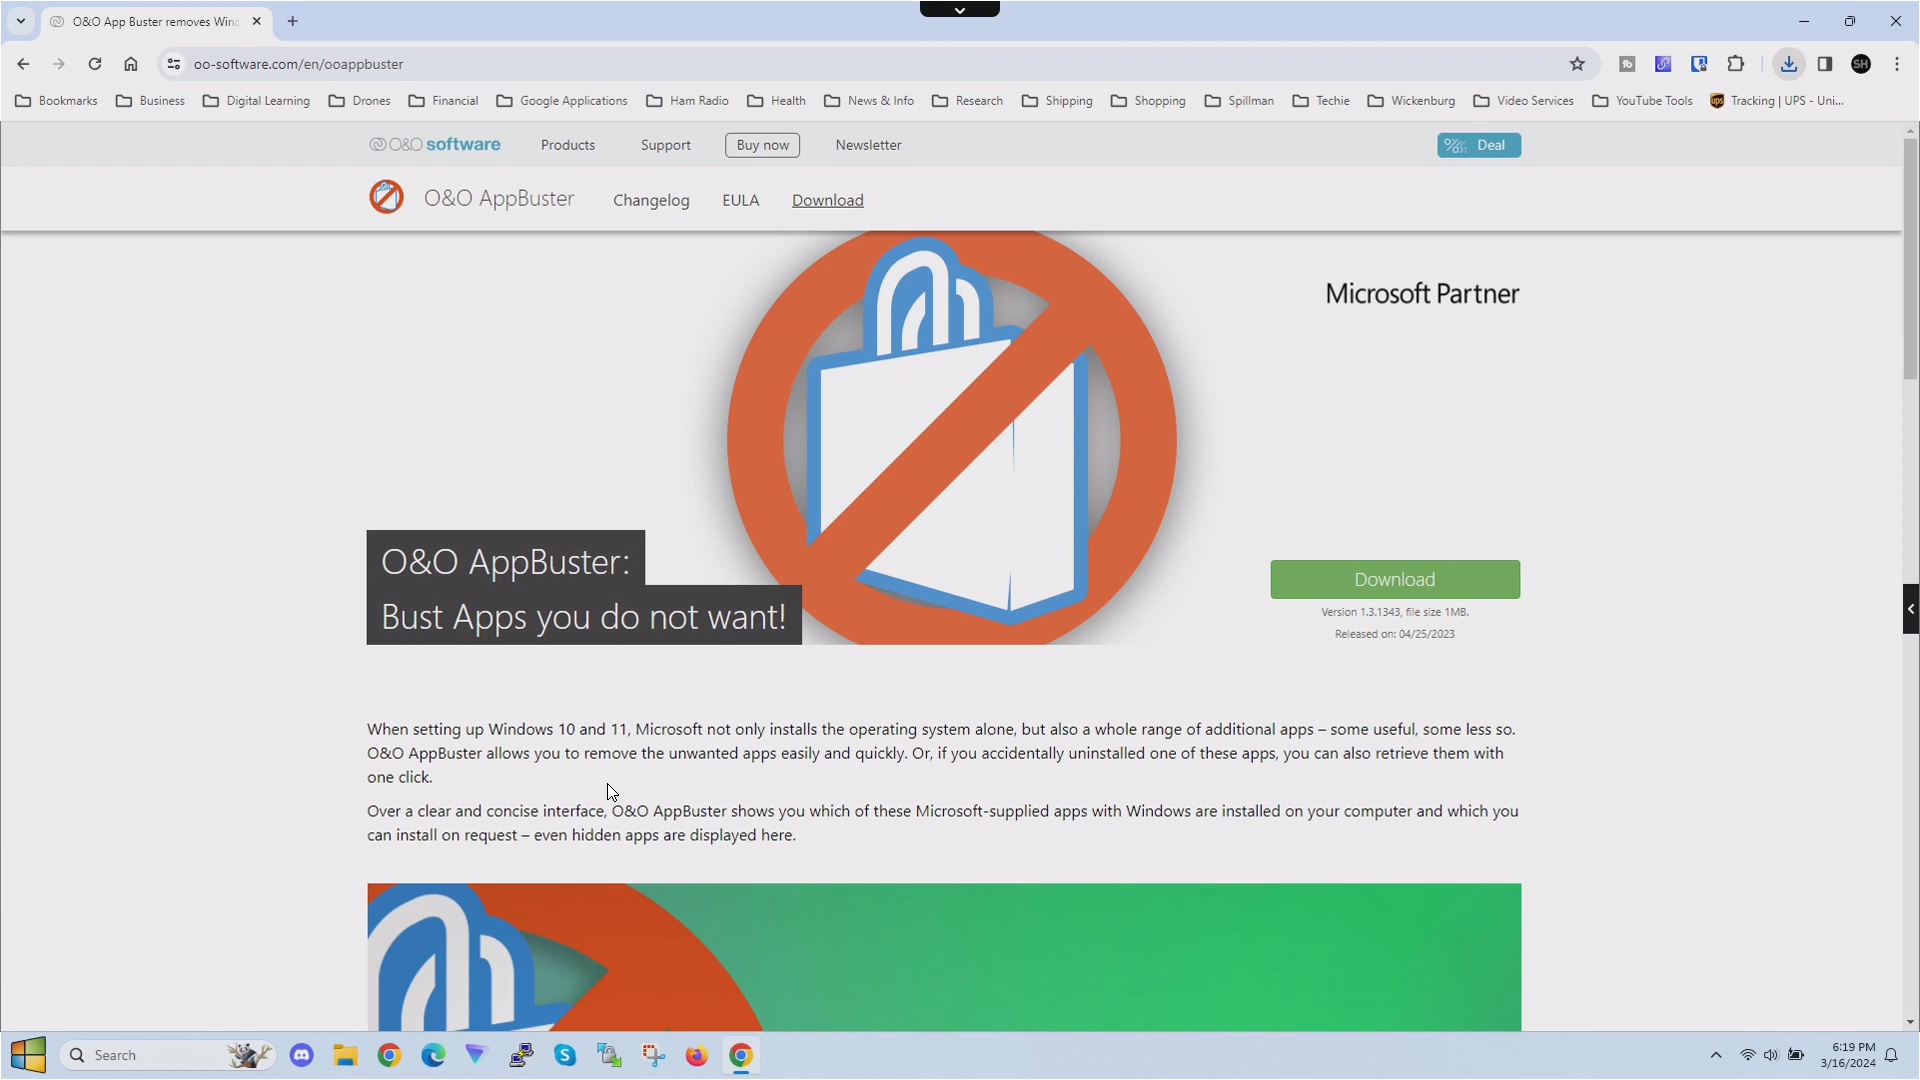 O&O App Buster removes Wind
oo-software.com/en/ooappbuster
SH
Bookmarks Business Digital Learning Drones Financial Google Applications Ham Radio Health News & Info Research Shipping Shopping Spillman Techie Wickenburg Video Services YouTube Tools Tracking | UPS - Uni...
O&O software Products Support Buy now Newsletter Deal
O&O AppBuster Changelog EULA Download
Microsoft Partner
O&O AppBuster:
Bust Apps you do not want!
Download
Version 1.3.1343, file size 1MB.
Released on: 04/25/2023
When setting up Windows 10 and 11, Microsoft not only installs the operating system alone, but also a whole range of additional apps – some useful, some less so.
O&O AppBuster allows you to remove the unwanted apps easily and quickly. Or, if you accidentally uninstalled one of these apps, you can also retrieve them with
one click.
Over a clear and concise interface, O&O AppBuster shows you which of these Microsoft-supplied apps with Windows are installed on your computer and which you
can install on request – even hidden apps are displayed here.
Search
6:19 PM
3/16/2024